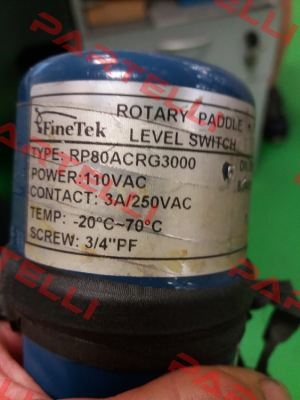 FineTek
ROTARY PADDLE
LEVEL SWITCH
TYPE: RP80ACRG3000
POWER:110VAC
CONTACT: 3A/250VAC
TEMP: -20°C~70°C
SCREW: 3/4"PF
PARTELLI
PARTELLI
PARTELLI